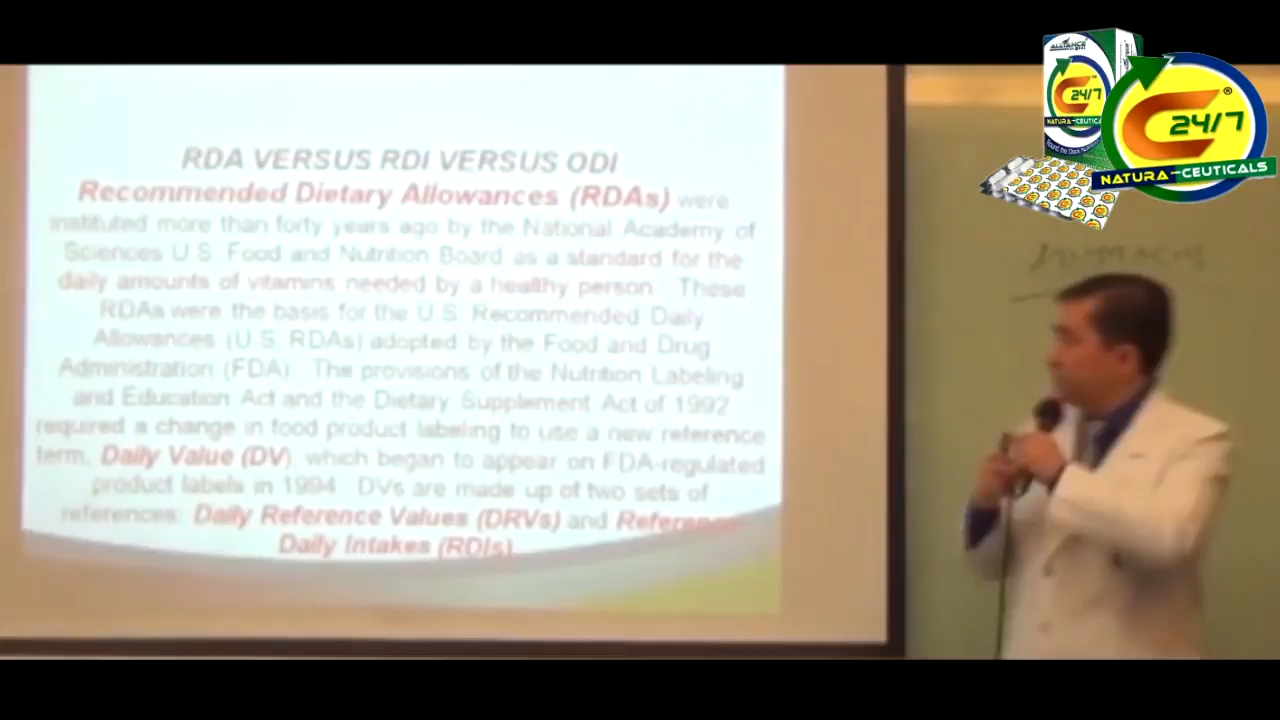 RDA VERSUS RDI VERSUS ODI
Recommended Dietary Allowances (RDAs) were
instituted more than forty years ago by the National Academy of
Sciences U.S. Food and Nutrition Board as a standard for the
daily amounts of vitamins needed by a healthy person. These
RDAs were the basis for the U.S. Recommended Daily
Allowances (U.S. RDAs) adopted by the Food and Drug
Administration (FDA). The provisions of the Nutrition Labeling
and Education Act and the Dietary Supplement Act of 1992
required a change in food product labeling to use a new reference
term, Daily Value (DV), which began to appear on FDA-regulated
product labels in 1994. DVs are made up of two sets of
references: Daily Reference Values (DRVs) and Reference
Daily Intakes (RDIs)
ALLIANCE
C 24/7
NATURA-CEUTICALS
C 24/7 ®
NATURA-CEUTICALS